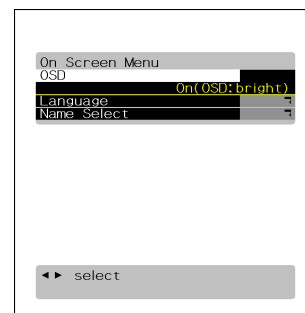 On Screen Menu
OSD
On(OSD:bright)
Language
Name Select
◄ ► select